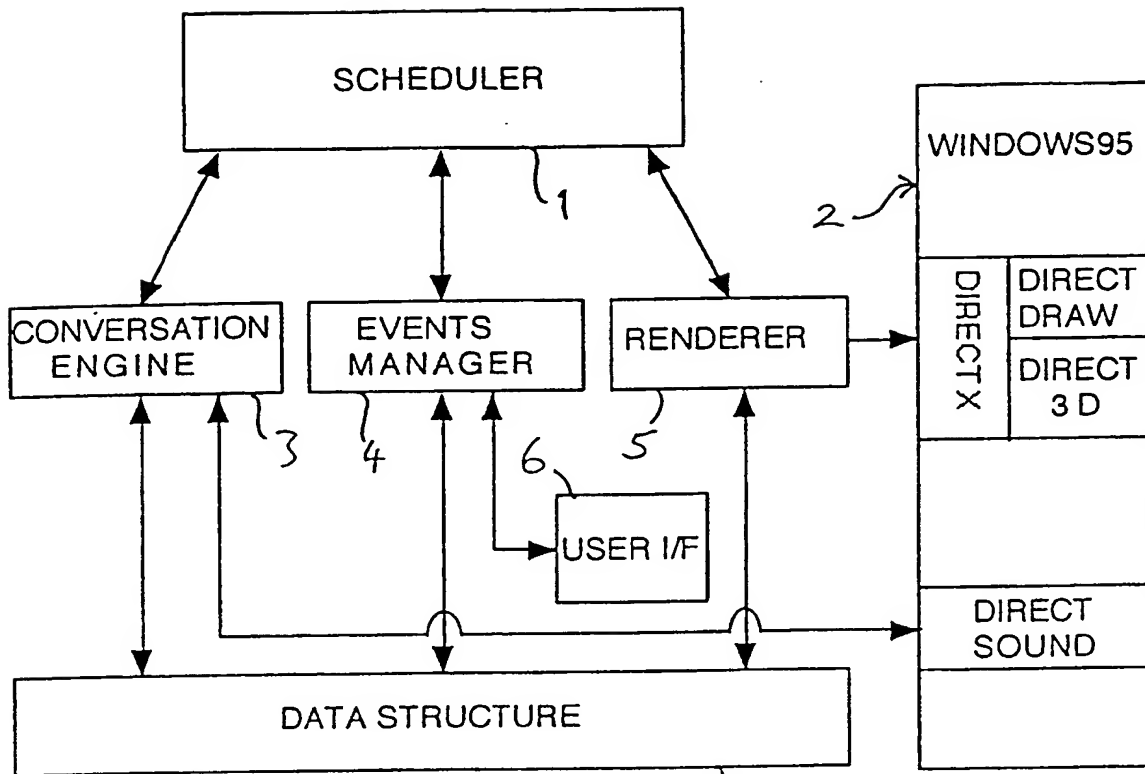 SCHEDULER
1
WINDOWS95
2
DIRECT X
DIRECT
DRAW
DIRECT
3D
CONVERSATION
ENGINE
3
EVENTS
MANAGER
4
RENDERER
5
6
USER I/F
DIRECT
SOUND
DATA STRUCTURE